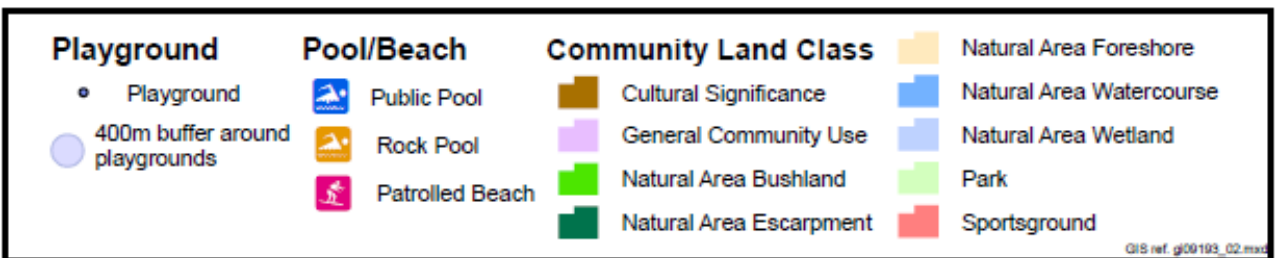 Playground
Playground
400m buffer around
playgrounds
Pool/Beach
Public Pool
Rock Pool
Patrolled Beach
Community Land Class
Cultural Significance
General Community Use
Natural Area Bushland
Natural Area Escarpment
Natural Area Foreshore
Natural Area Watercourse
Natural Area Wetland
Park
Sportsground
GIS ref. gi09193_02.mxd